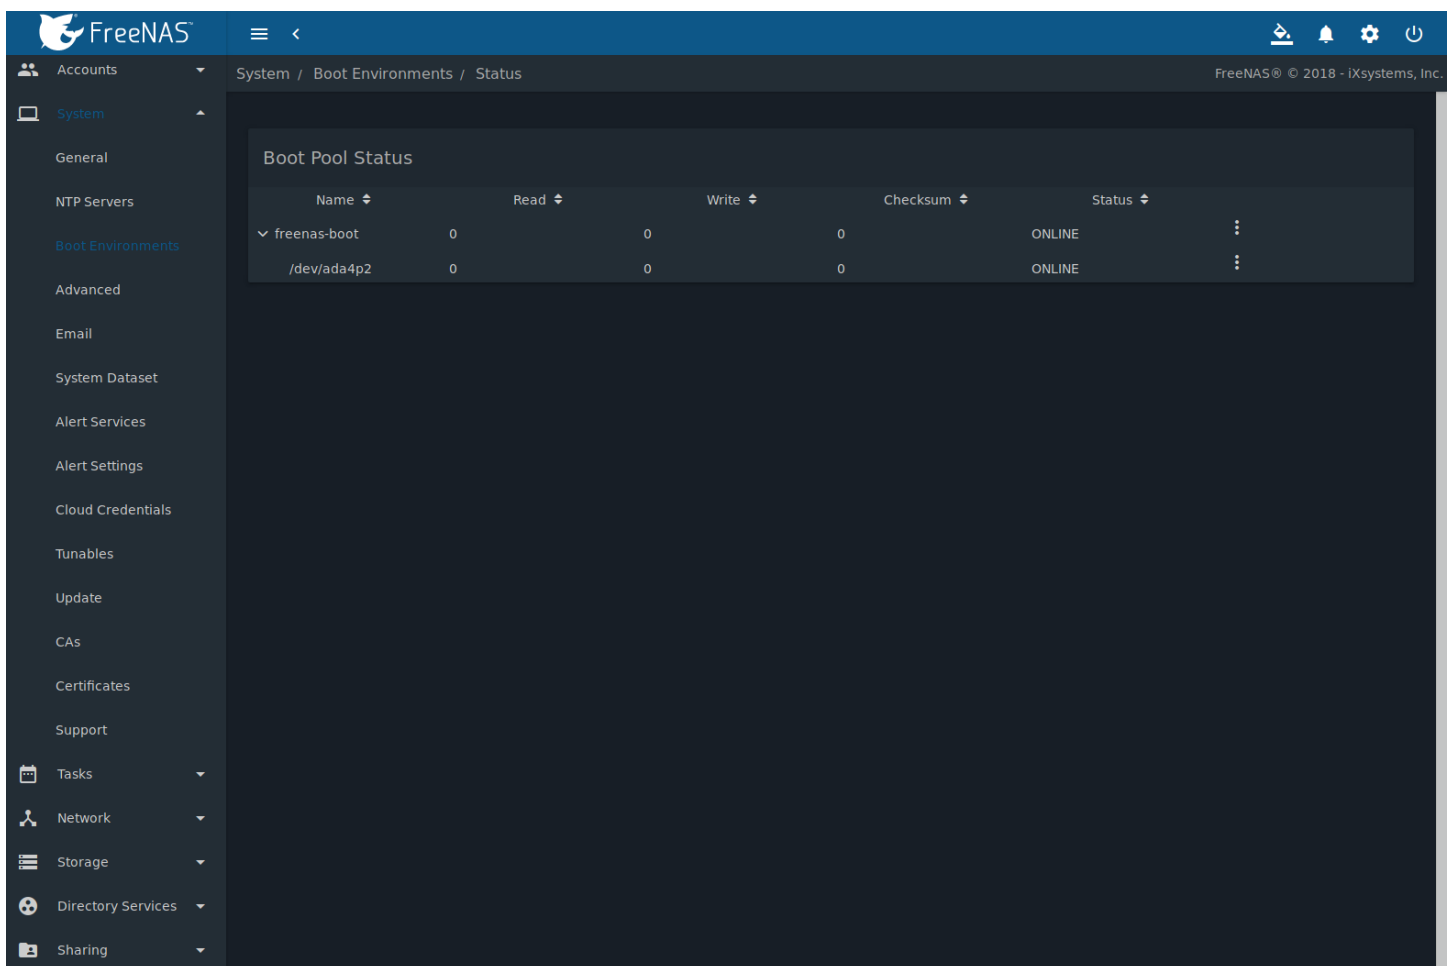 FreeNAS™
Accounts
System / Boot Environments / Status
FreeNAS® © 2018 - iXsystems, Inc.
System
General
NTP Servers
Boot Environments
Advanced
Email
System Dataset
Alert Services
Alert Settings
Cloud Credentials
Tunables
Update
CAs
Certificates
Support
Tasks
Network
Storage
Directory Services
Sharing
Boot Pool Status
Name Read Write Checksum Status
freenas-boot 0 0 0 ONLINE
/dev/ada4p2 0 0 0 ONLINE